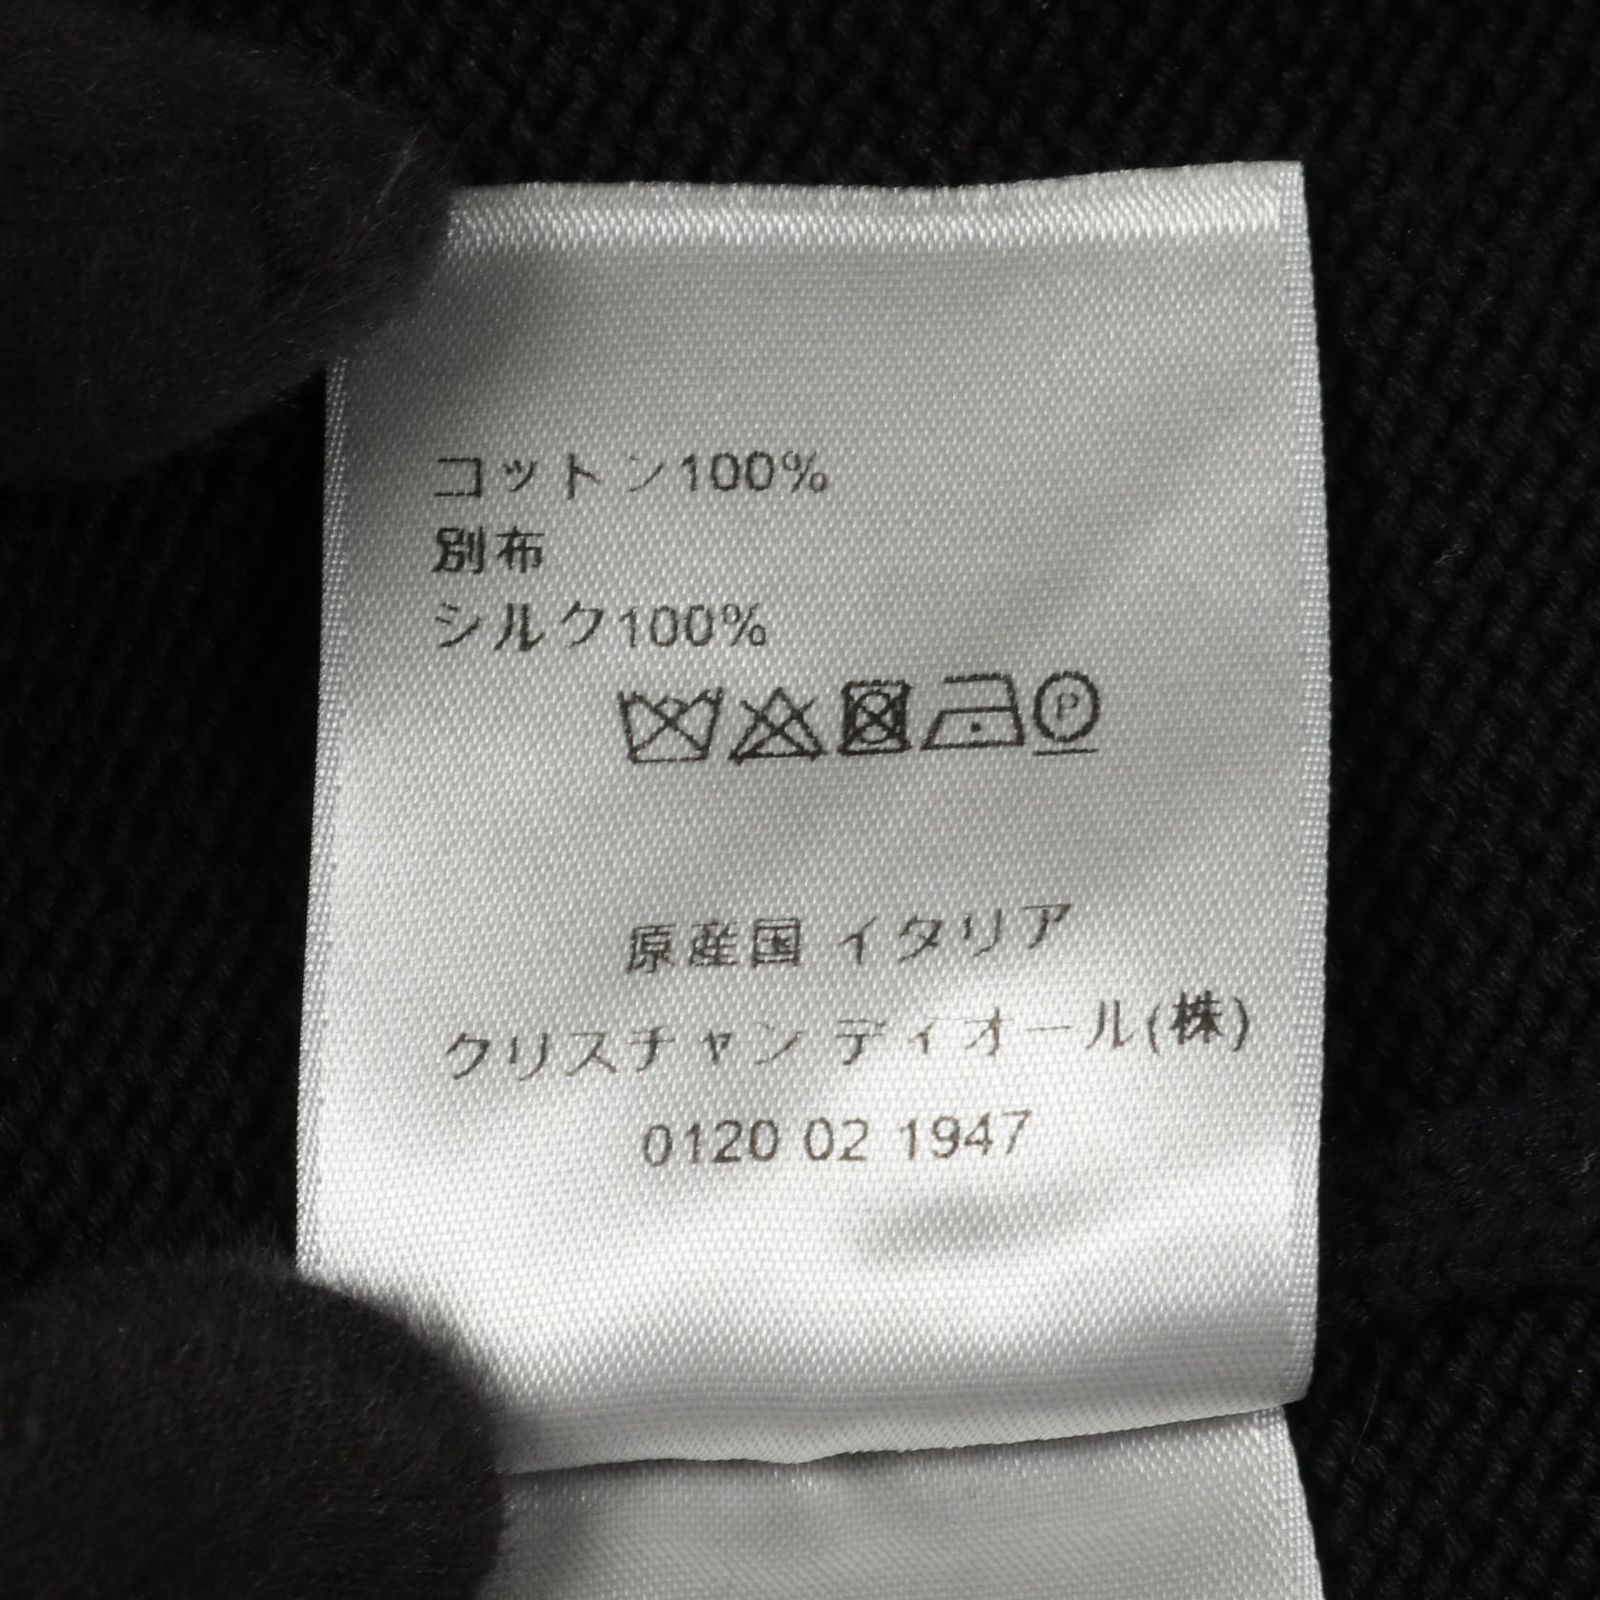 コットン100%
別布
シルク100%
P
原産国 イタリア
クリスチャン ディオール(株)
0120 02 1947